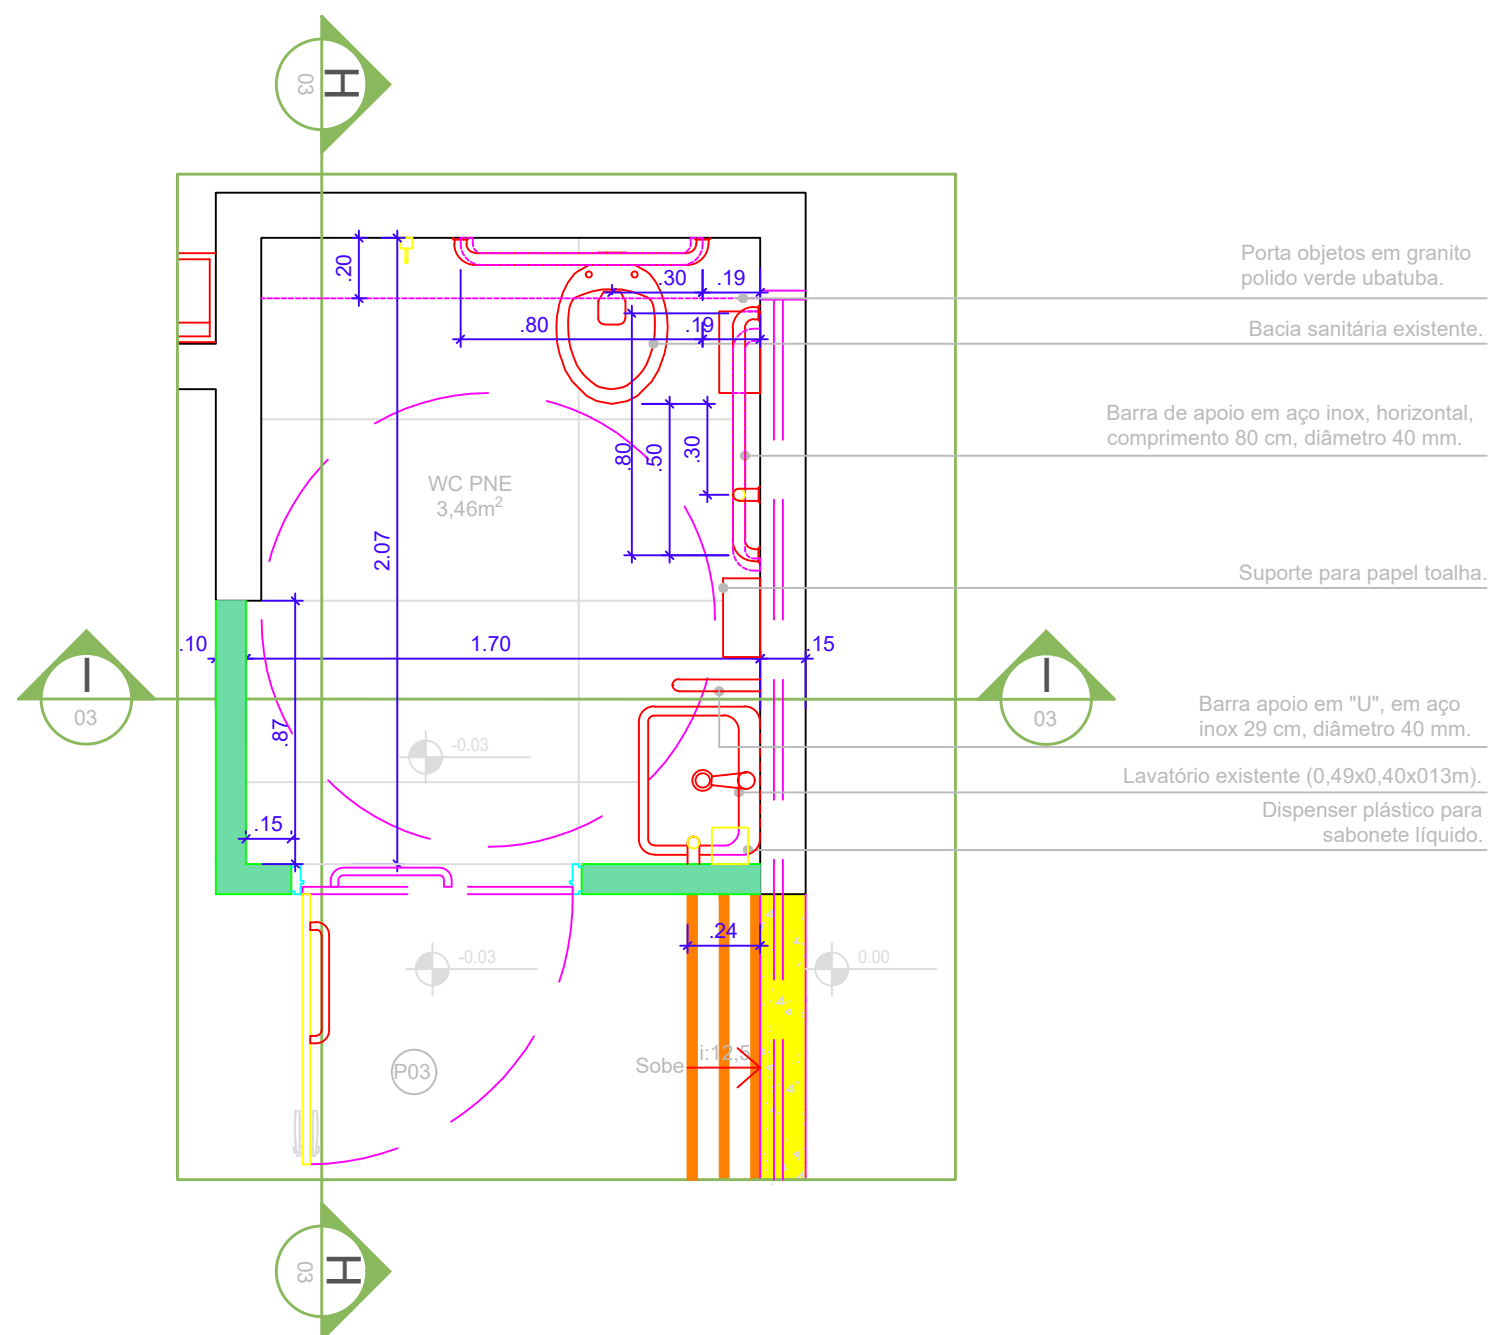 H
03
Porta objetos em granito
polido verde ubatuba.
.20
.30
.19
.80
.19
Bacia sanitária existente.
Barra de apoio em aço inox, horizontal,
comprimento 80 cm, diâmetro 40 mm.
.80
.50
.30
WC PNE
3,46m²
2.07
Suporte para papel toalha.
.10
1.70
.15
I
03
I
03
Barra apoio em "U", em aço
inox 29 cm, diâmetro 40 mm.
.87
-0.03
Lavatório existente (0,49x0,40x013m).
.15
Dispenser plástico para
sabonete líquido.
.24
-0.03
0.00
Sobe
i:12,5
P03
H
03